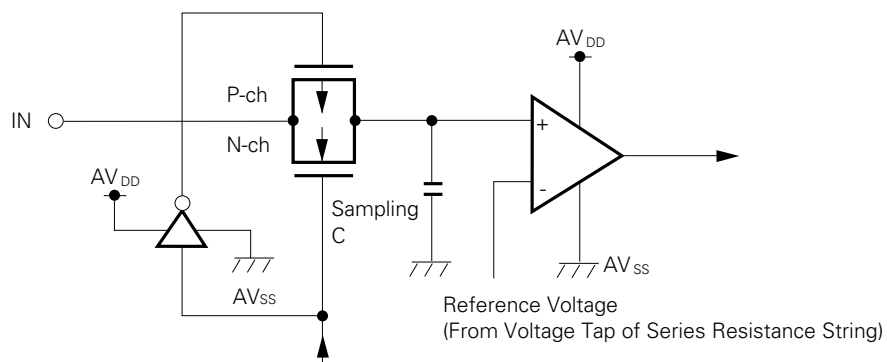 AVDD
P-ch
IN
N-ch
+
-
AVDD
Sampling
C
AVSS
AVSS
Reference Voltage
(From Voltage Tap of Series Resistance String)